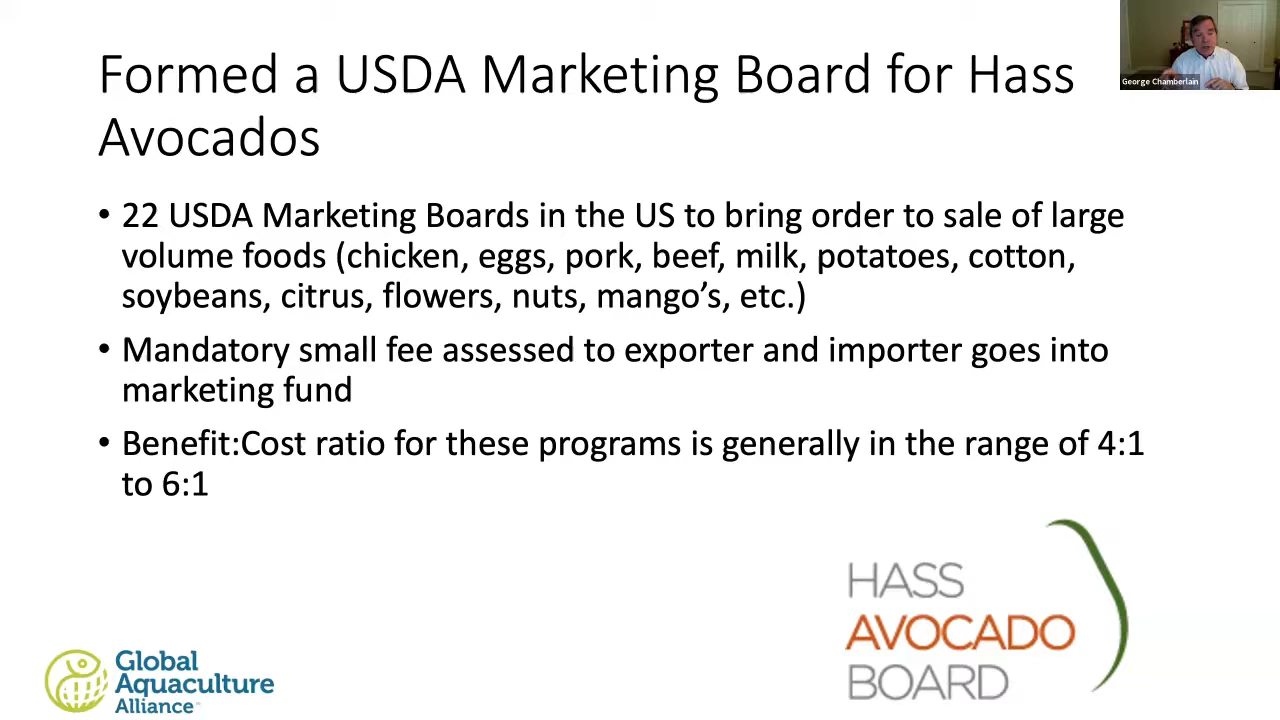 Formed a USDA Marketing Board for Hass
Avocados
George Chamberlain
• 22 USDA Marketing Boards in the US to bring order to sale of large
volume foods (chicken, eggs, pork, beef, milk, potatoes, cotton,
soybeans, citrus, flowers, nuts, mango’s, etc.)
• Mandatory small fee assessed to exporter and importer goes into
marketing fund
• Benefit:Cost ratio for these programs is generally in the range of 4:1
to 6:1
HASS
AVOCADO
BOARD
Global
Aquaculture
Alliance™